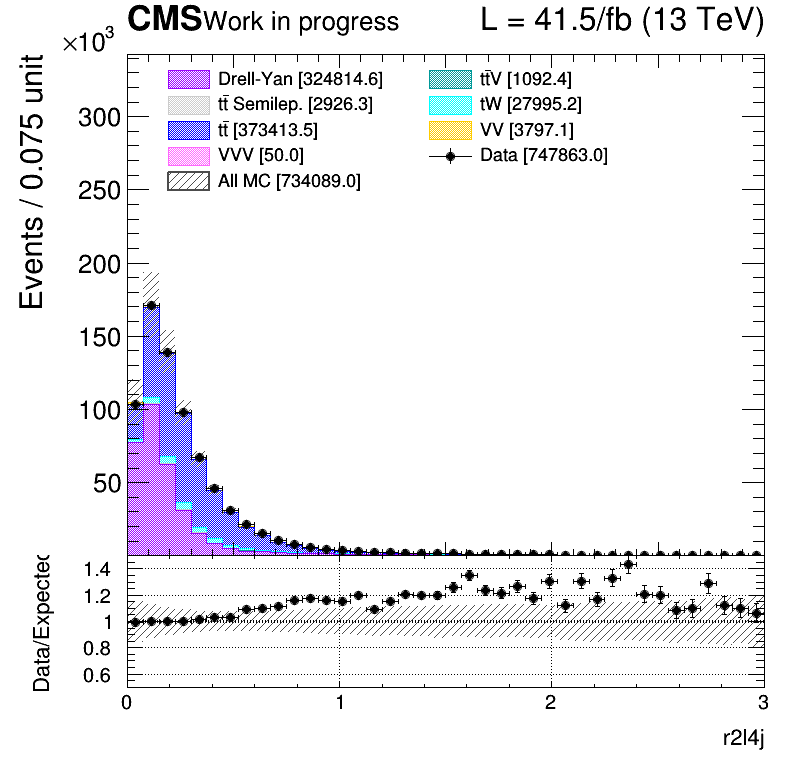 CMS Work in progress L = 41.5/fb (13 TeV)
×10³
Events / 0.075 unit
300
250
200
150
100
50
Drell-Yan [324814.6]
tt̄ Semilep. [2926.3]
tt̄ [373413.5]
VVV [50.0]
All MC [734089.0]
tt̄V [1092.4]
tW [27995.2]
VV [3797.1]
Data [747863.0]
Data/Expected
1.4
1.2
1
0.8
0.6
0 1 2 3
r2l4j